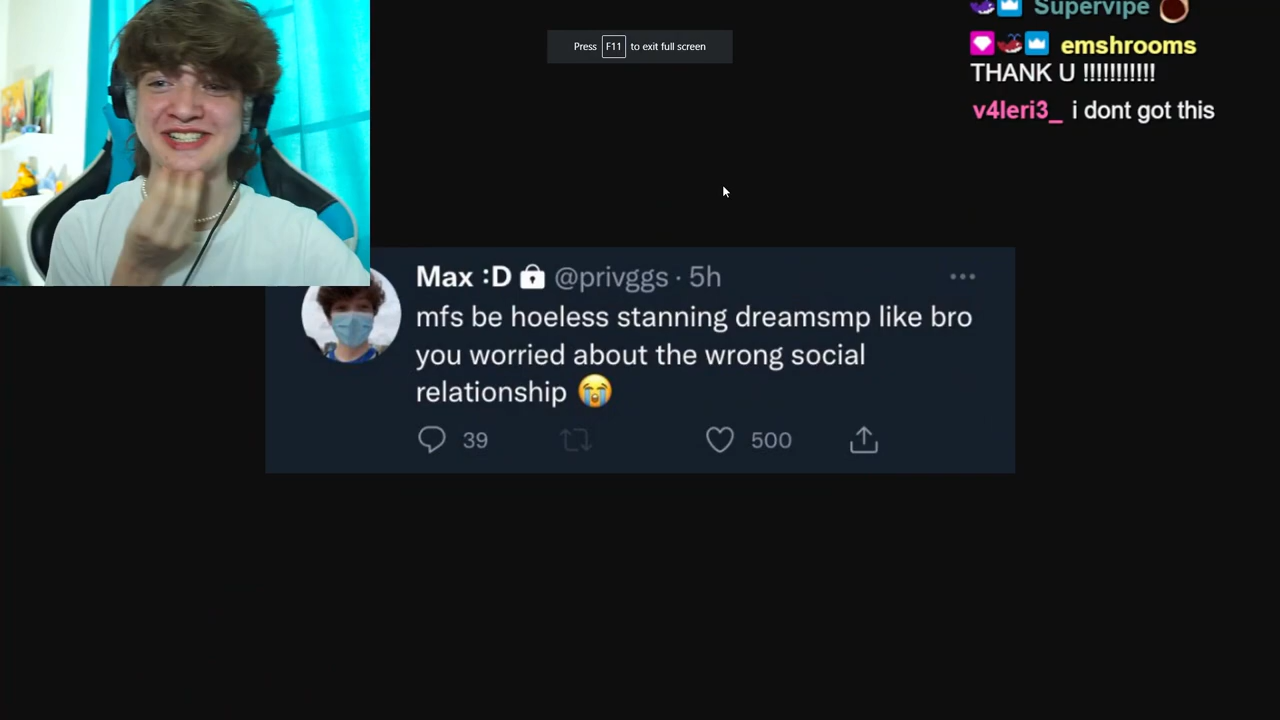 Supervipe
Press F11 to exit full screen
emshrooms
THANK U !!!!!!!!!!!
v4leri3_ i dont got this
Max :D 🔒 @privggs · 5h
mfs be hoeless stanning dreamsmp like bro
you worried about the wrong social
relationship 😭
39 500